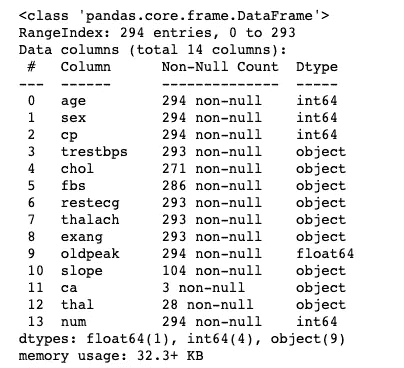 <class 'pandas.core.frame.DataFrame'>
RangeIndex: 294 entries, 0 to 293
Data columns (total 14 columns):
 #   Column    Non-Null Count  Dtype
---  ------    --------------  -----
 0   age       294 non-null    int64
 1   sex       294 non-null    int64
 2   cp        294 non-null    int64
 3   trestbps  293 non-null    object
 4   chol      271 non-null    object
 5   fbs       286 non-null    object
 6   restecg   293 non-null    object
 7   thalach   293 non-null    object
 8   exang     293 non-null    object
 9   oldpeak   294 non-null    float64
 10  slope     104 non-null    object
 11  ca        3 non-null      object
 12  thal      28 non-null     object
 13  num       294 non-null    int64
dtypes: float64(1), int64(4), object(9)
memory usage: 32.3+ KB